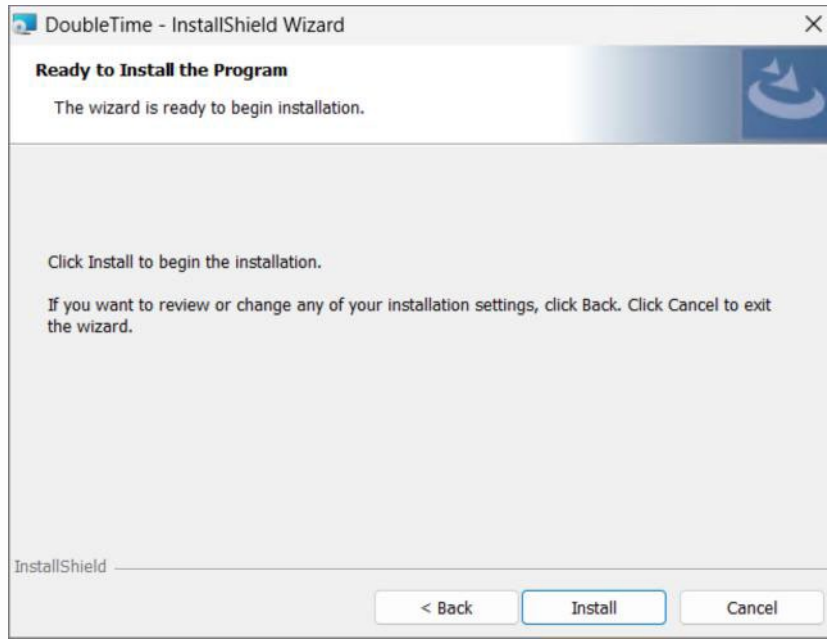 DoubleTime - InstallShield Wizard
Ready to Install the Program
The wizard is ready to begin installation.
Click Install to begin the installation.
If you want to review or change any of your installation settings, click Back. Click Cancel to exit
the wizard.
InstallShield
< Back
Install
Cancel